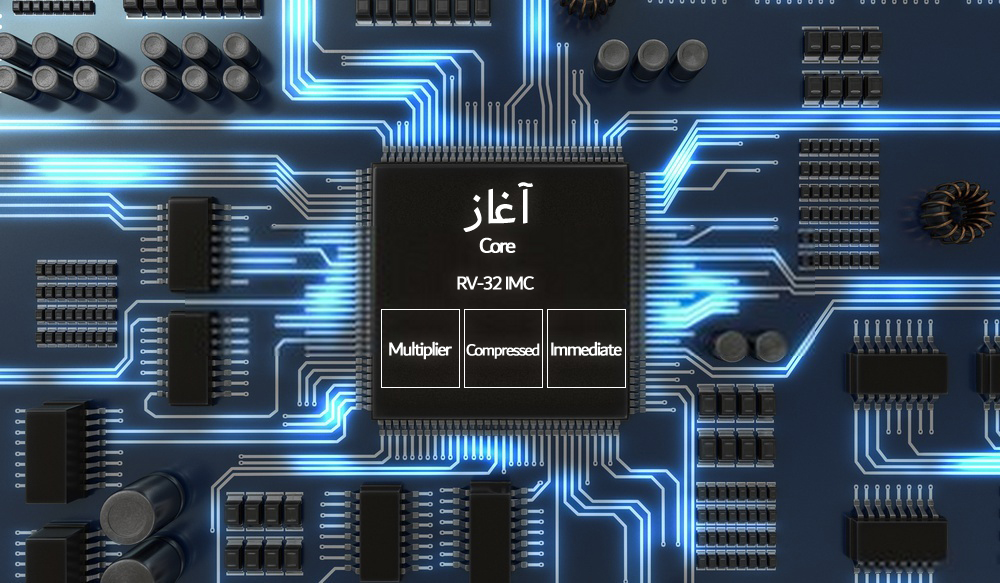 آغاز
Core
RV-32 IMC
Multiplier Compressed Immediate